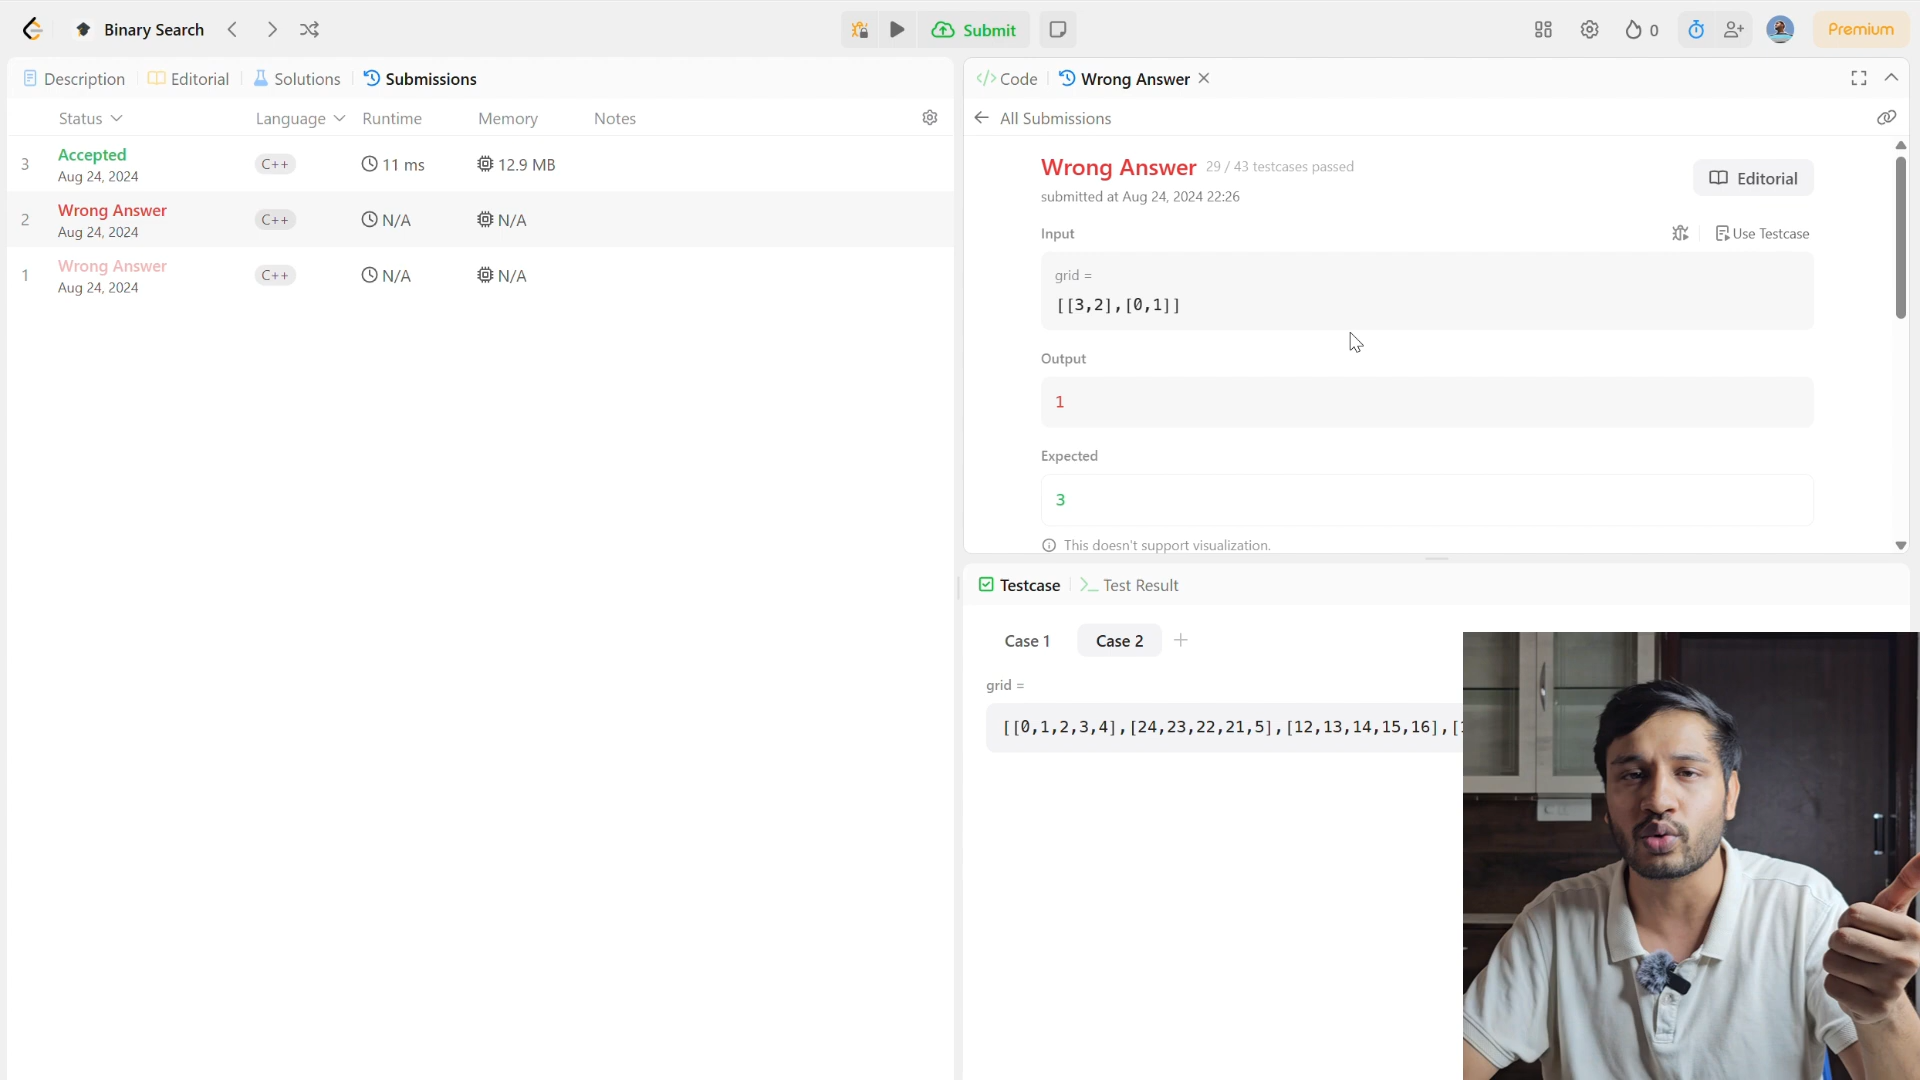 Binary Search
Submit
0
Premium
Description
Editorial
Solutions
Submissions
Status
Language
Runtime
Memory
Notes
3
Accepted
Aug 24, 2024
C++
11 ms
12.9 MB
2
Wrong Answer
Aug 24, 2024
C++
N/A
N/A
1
Wrong Answer
Aug 24, 2024
C++
N/A
N/A
</> Code
Wrong Answer
All Submissions
Wrong Answer 29 / 43 testcases passed
submitted at Aug 24, 2024 22:26
Editorial
Input
Use Testcase
grid =
[[3,2],[0,1]]
Output
1
Expected
3
This doesn't support visualization.
Testcase
Test Result
Case 1
Case 2
grid =
[[0,1,2,3,4],[24,23,22,21,5],[12,13,14,15,16],[